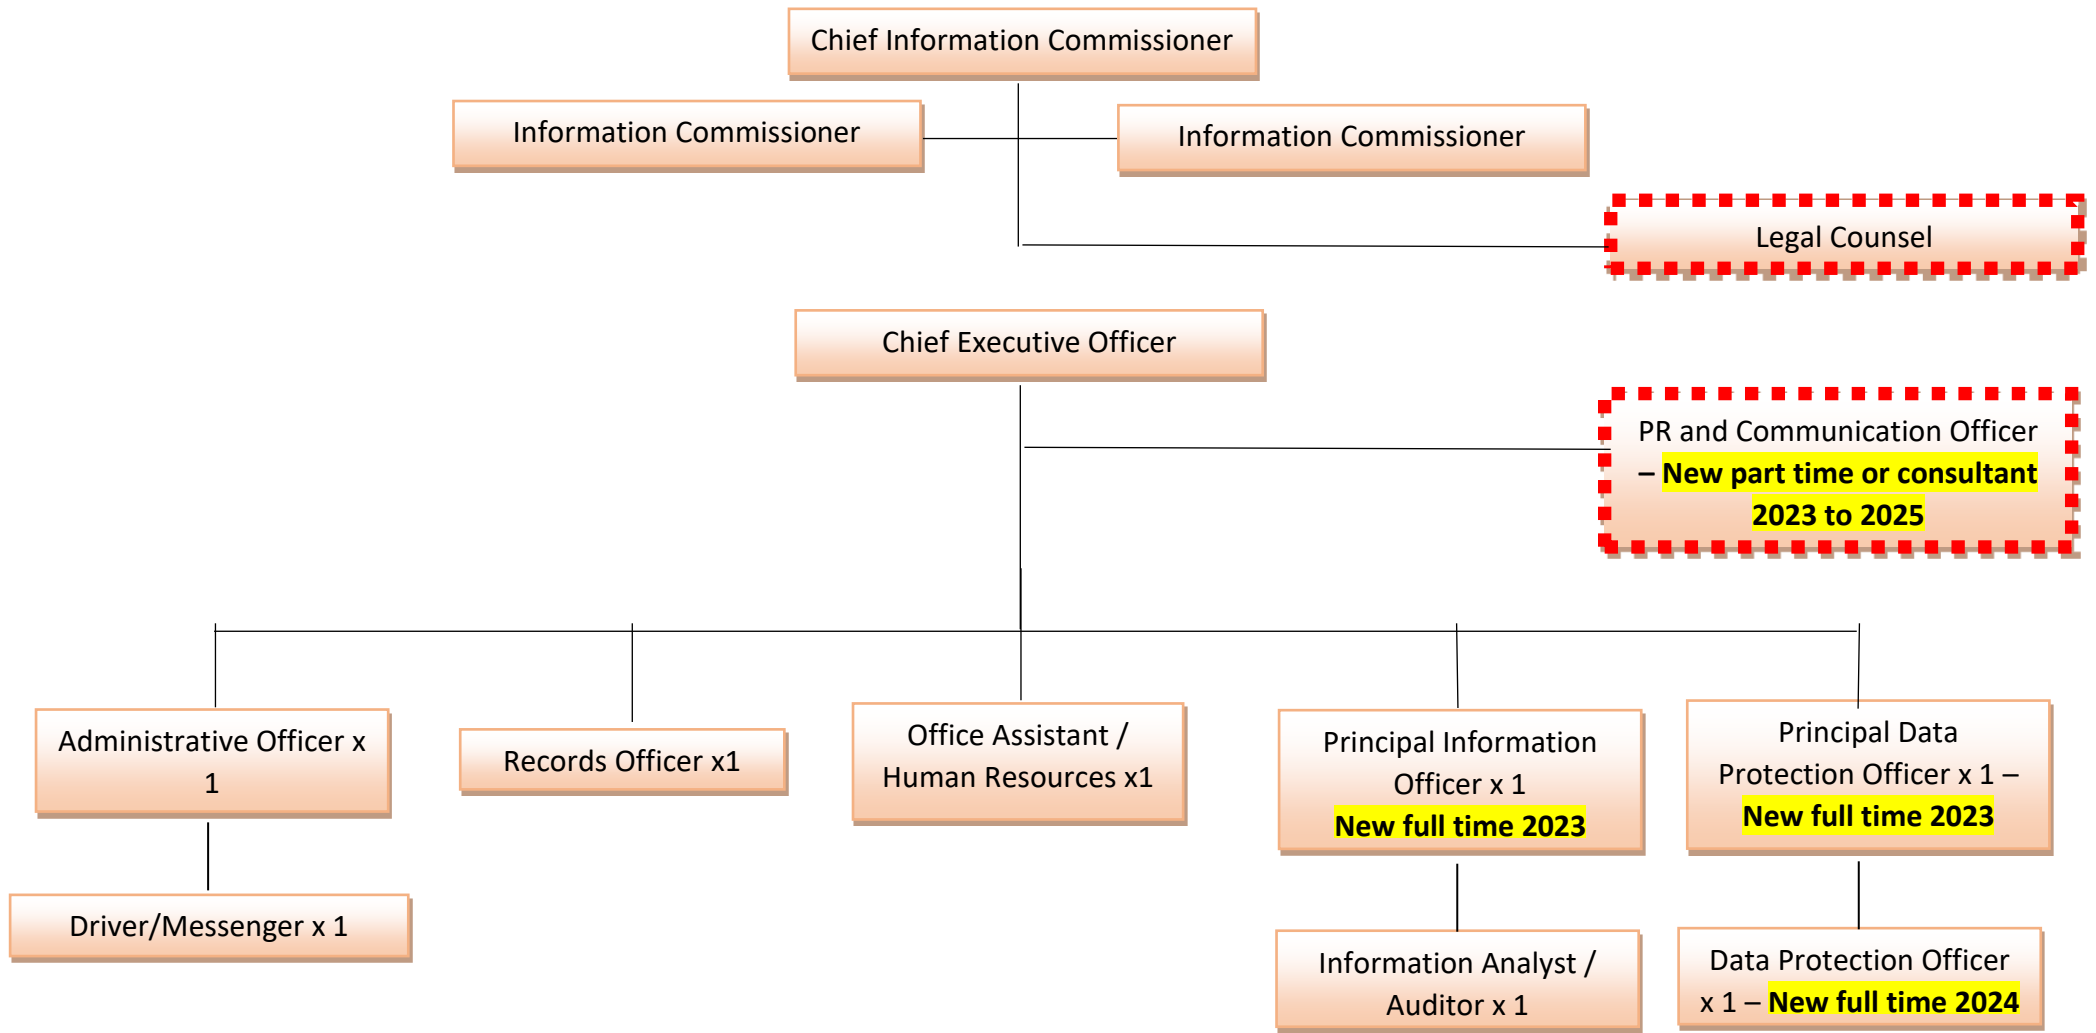 Chief Information Commissioner
Information Commissioner
Information Commissioner
Legal Counsel
Chief Executive Officer
PR and Communication Officer
– New part time or consultant
2023 to 2025
Administrative Officer x
1
Records Officer x1
Office Assistant /
Human Resources x1
Principal Information
Officer x 1
New full time 2023
Principal Data
Protection Officer x 1 –
New full time 2023
Driver/Messenger x 1
Information Analyst /
Auditor x 1
Data Protection Officer
x 1 – New full time 2024